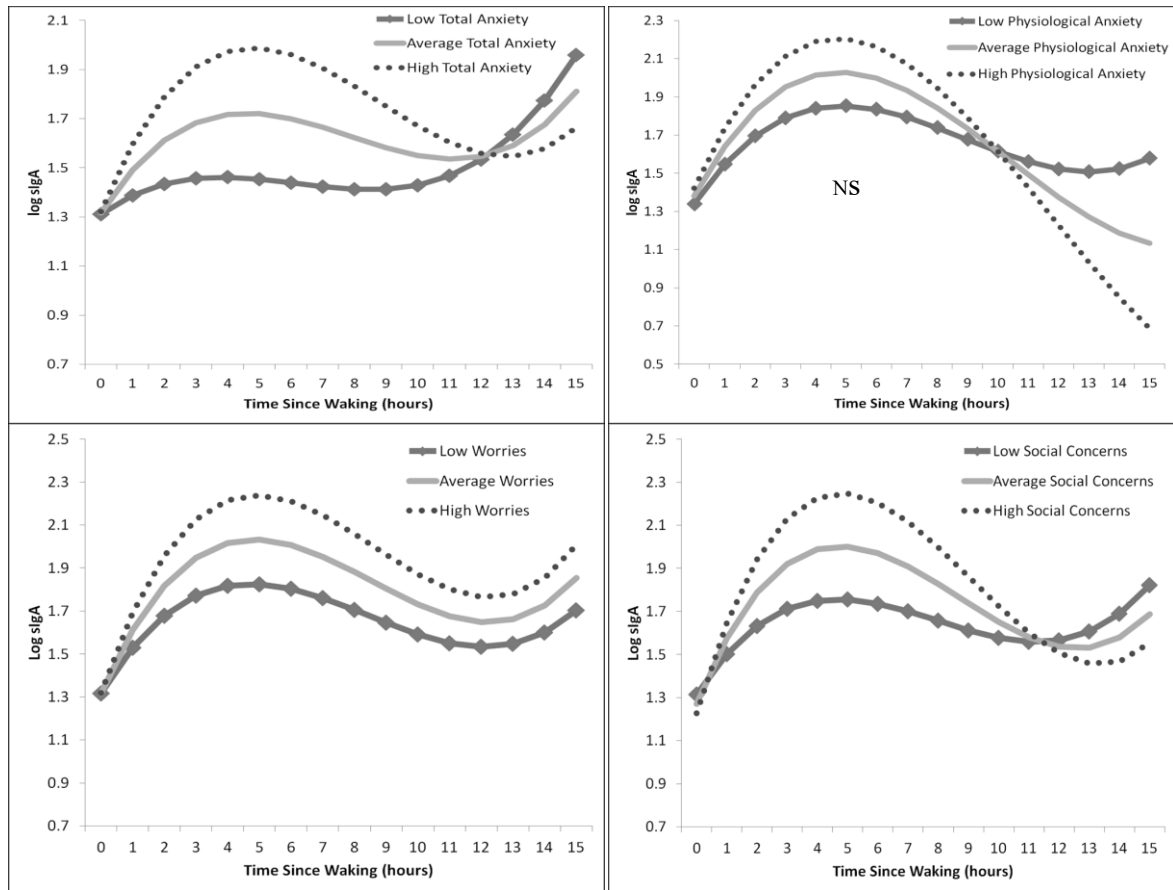 2.1
1.9
1.7
1.5
1.3
1.1
0.9
0.7
log sIgA
Low Total Anxiety
Average Total Anxiety
High Total Anxiety
0 1 2 3 4 5 6 7 8 9 10 11 12 13 14 15
Time Since Waking (hours)
2.3
2.1
1.9
1.7
1.5
1.3
1.1
0.9
0.7
0.5
log sIgA
Low Physiological Anxiety
Average Physiological Anxiety
High Physiological Anxiety
NS
0 1 2 3 4 5 6 7 8 9 10 11 12 13 14 15
Time Since Waking (hours)
2.5
2.3
2.1
1.9
1.7
1.5
1.3
1.1
0.9
0.7
Log sIgA
Low Worries
Average Worries
High Worries
0 1 2 3 4 5 6 7 8 9 10 11 12 13 14 15
Time Since Waking (hours)
2.5
2.3
2.1
1.9
1.7
1.5
1.3
1.1
0.9
0.7
Log sIgA
Low Social Concerns
Average Social Concerns
High Social Concerns
0 1 2 3 4 5 6 7 8 9 10 11 12 13 14 15
Time Since Waking (hours)